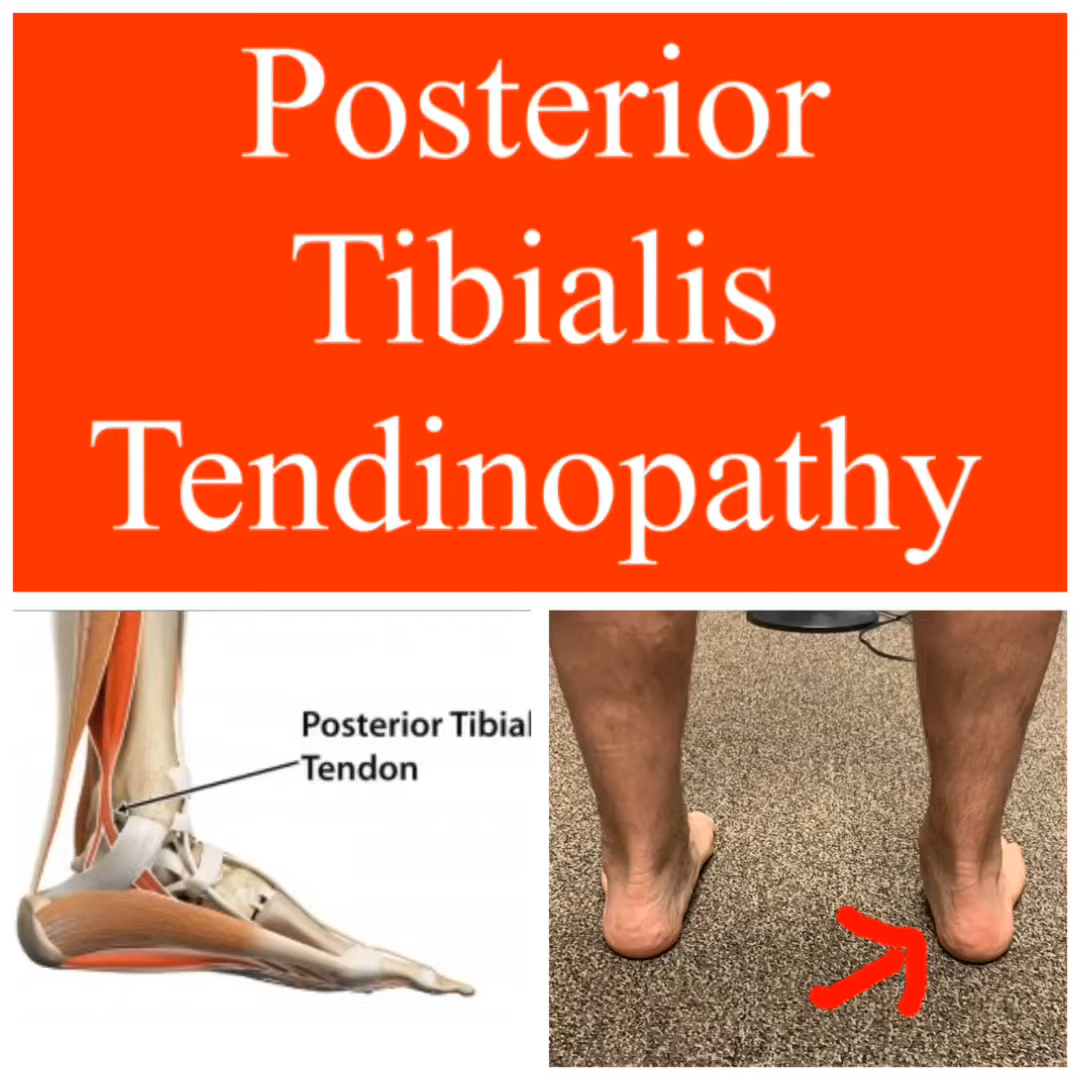 Posterior
Tibialis
Tendinopathy
Posterior Tibial
Tendon